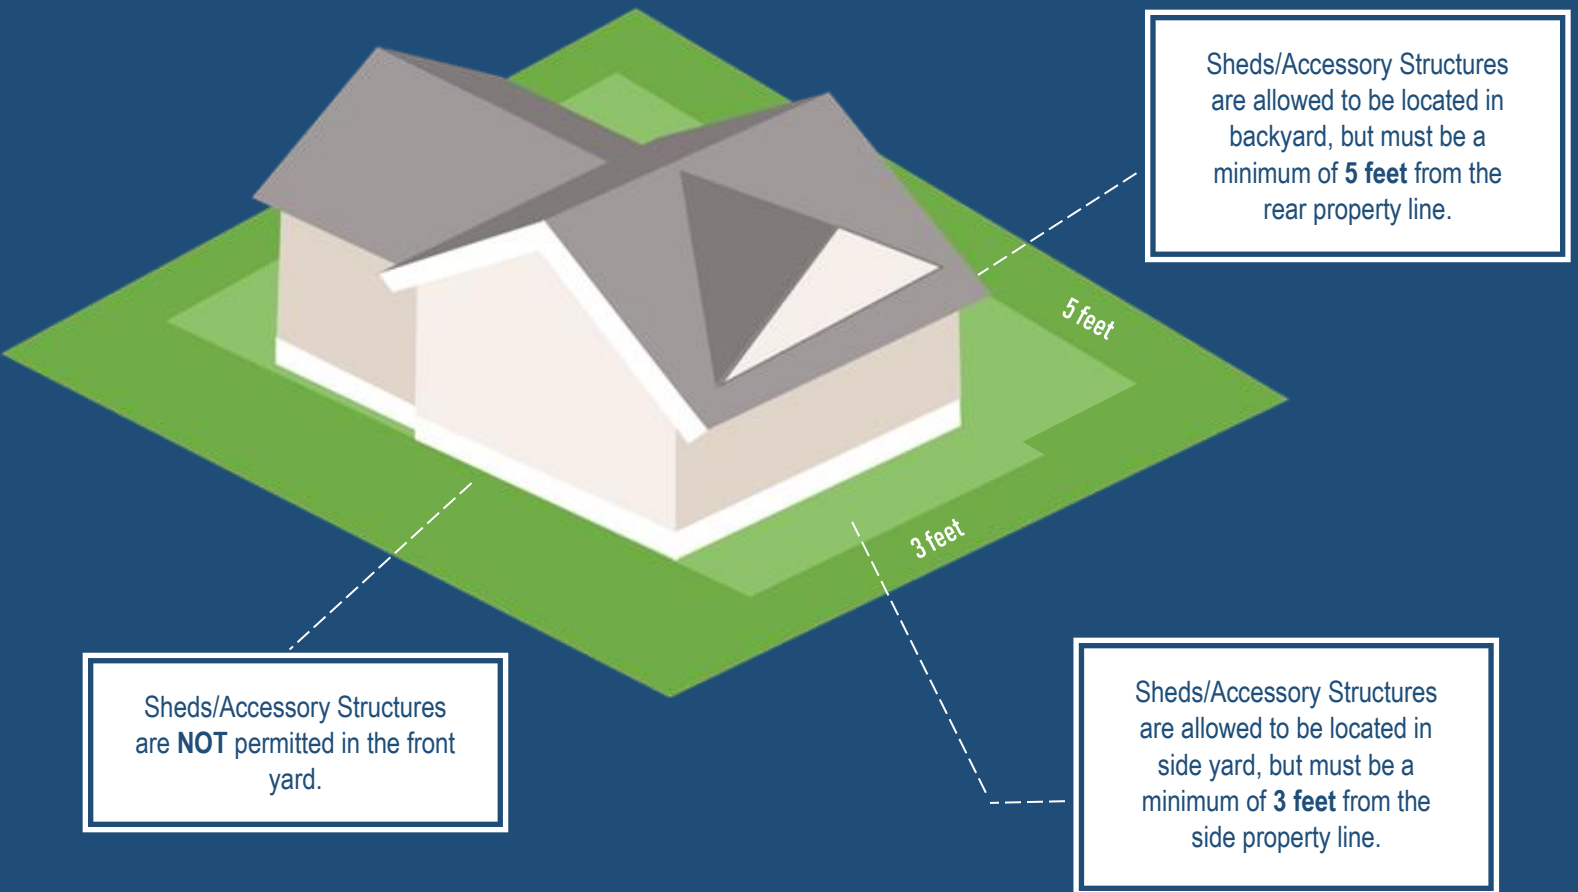 Sheds/Accessory Structures
are allowed to be located in
backyard, but must be a
minimum of 5 feet from the
rear property line.
5 feet
3 feet
Sheds/Accessory Structures
are NOT permitted in the front
yard.
Sheds/Accessory Structures
are allowed to be located in
side yard, but must be a
minimum of 3 feet from the
side property line.